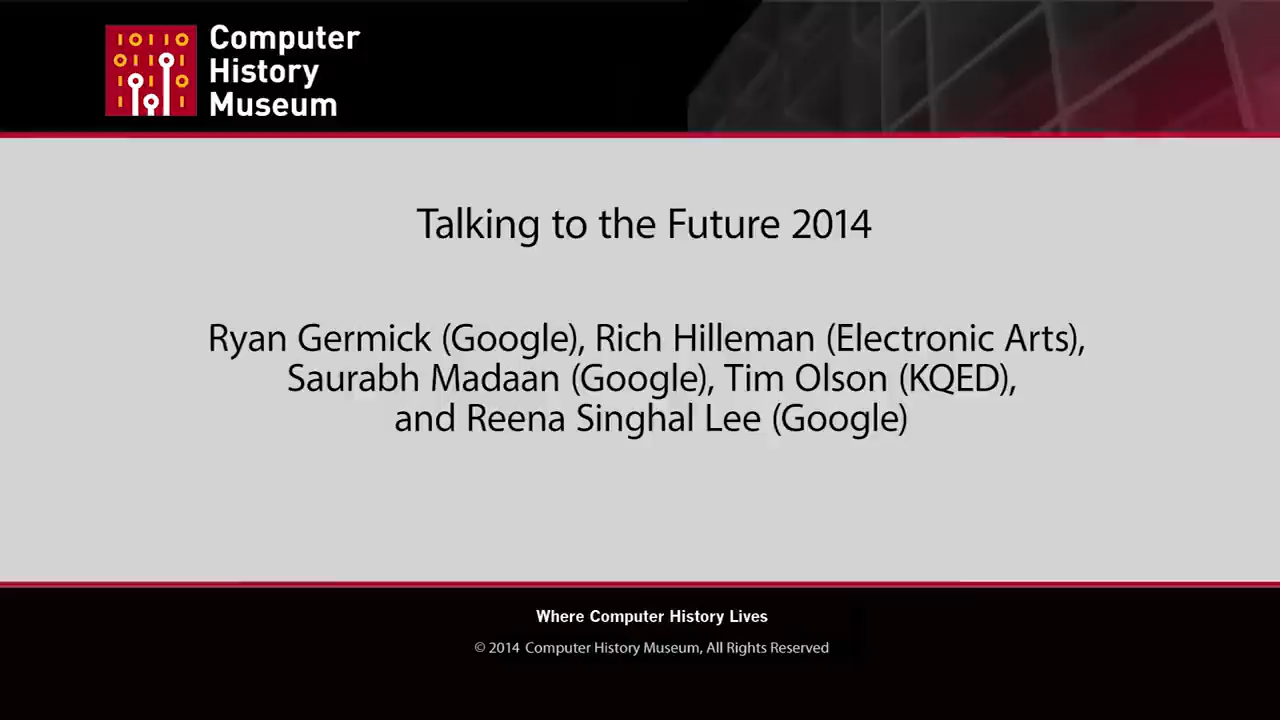 Computer
History
Museum
Talking to the Future 2014
Ryan Germick (Google), Rich Hilleman (Electronic Arts),
Saurabh Madaan (Google), Tim Olson (KQED),
and Reena Singhal Lee (Google)
Where Computer History Lives
© 2014 Computer History Museum, All Rights Reserved